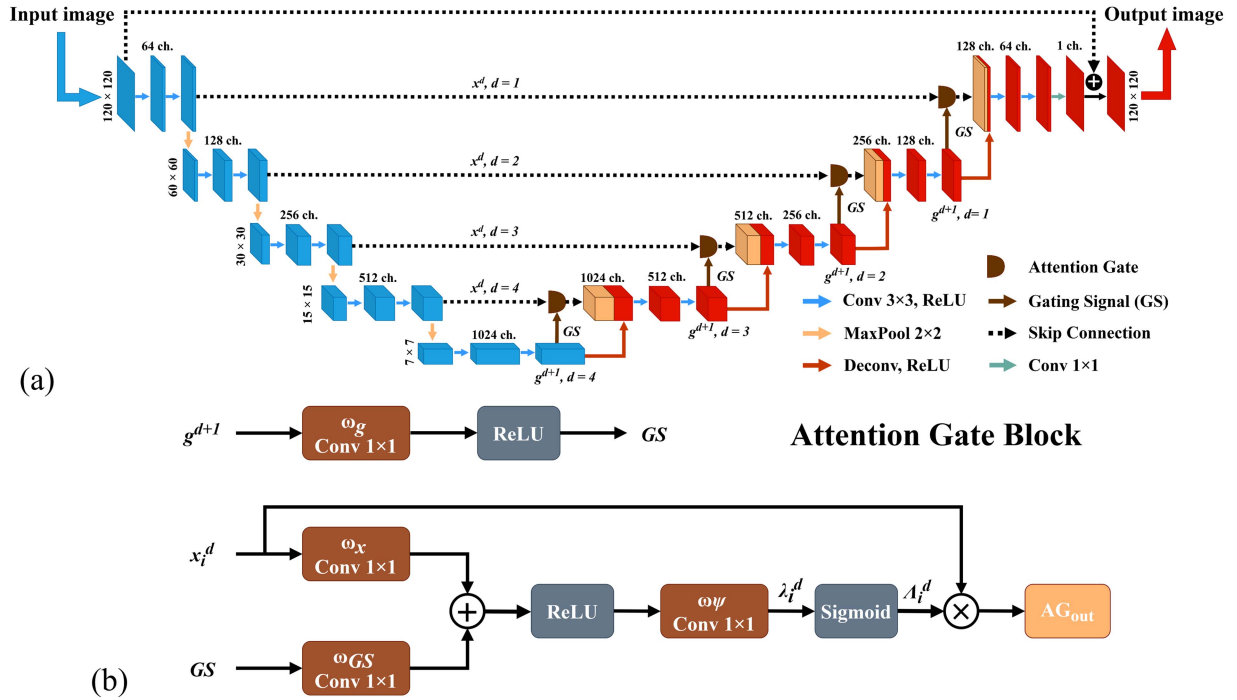 Input image
Output image
64 ch.
128 ch.
64 ch.
1 ch.
120 × 120
x^d, d = 1
+
120 × 120
GS
128 ch.
256 ch.
128 ch.
60 × 60
x^d, d = 2
GS
g^{d+1}, d = 1
256 ch.
512 ch.
256 ch.
30 × 30
x^d, d = 3
GS
g^{d+1}, d = 2
512 ch.
1024 ch.
512 ch.
15 × 15
x^d, d = 4
GS
g^{d+1}, d = 3
1024 ch.
7 × 7
g^{d+1}, d = 4
Attention Gate
Conv 3×3, ReLU
Gating Signal (GS)
MaxPool 2×2
Skip Connection
Deconv, ReLU
Conv 1×1
(a)
g^{d+1}
ω_g
Conv 1×1
ReLU
GS
Attention Gate Block
x_i^d
ω_x
Conv 1×1
+
ReLU
ω_ψ
Conv 1×1
λ_i^d
Sigmoid
Λ_i^d
×
AG_out
GS
ω_GS
Conv 1×1
(b)